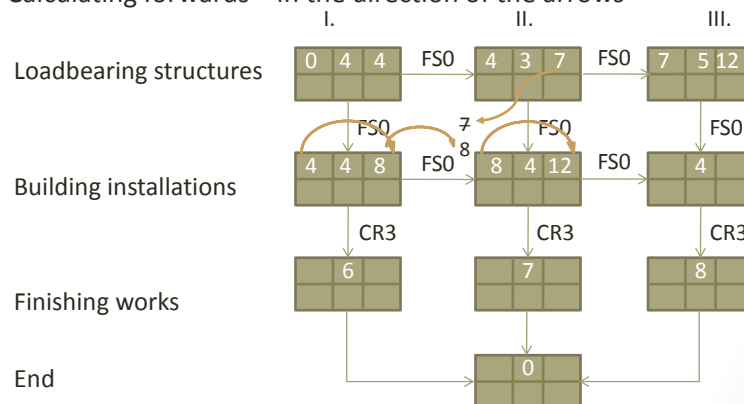 Calculating forwards – in the direction of the arrows
I. II. III.
Loadbearing structures 0 4 4 FS0 4 3 7 FS0 7 5 12
FS0 7 FS0 FS0
8
Building installations 4 4 8 FS0 8 4 12 FS0 4
CR3 CR3 CR3
Finishing works 6 7 8
End 0